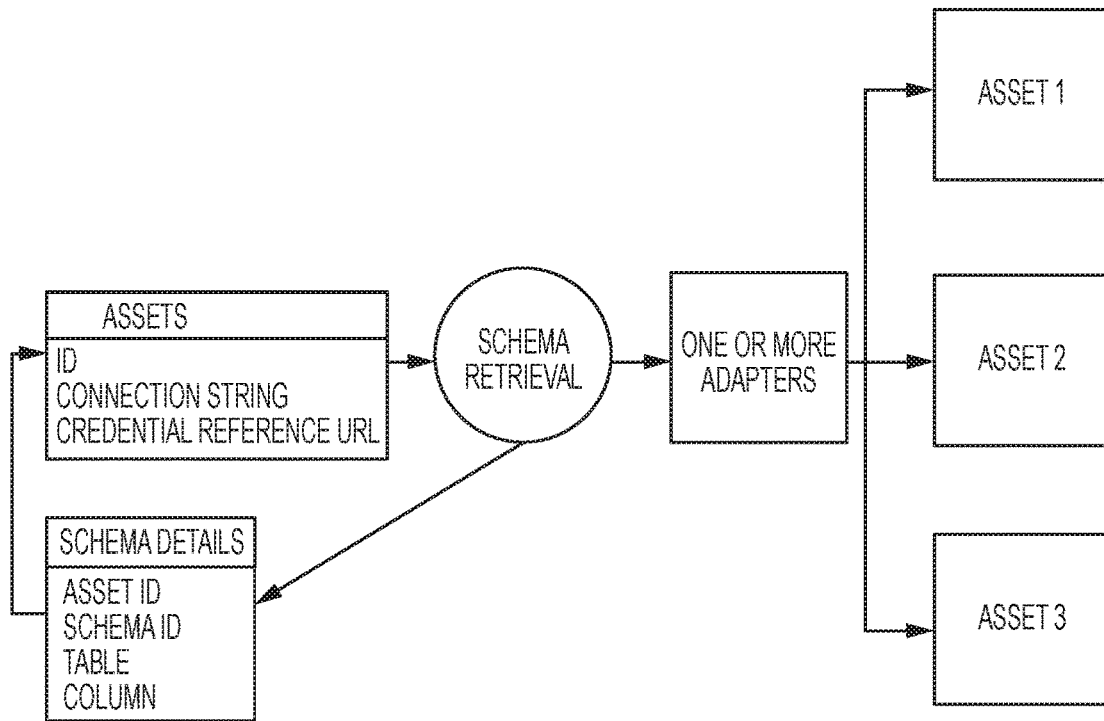 ASSETS
ID
CONNECTION STRING
CREDENTIAL REFERENCE URL
SCHEMA DETAILS
ASSET ID
SCHEMA ID
TABLE
COLUMN
SCHEMA
RETRIEVAL
ONE OR MORE
ADAPTERS
ASSET 1
ASSET 2
ASSET 3